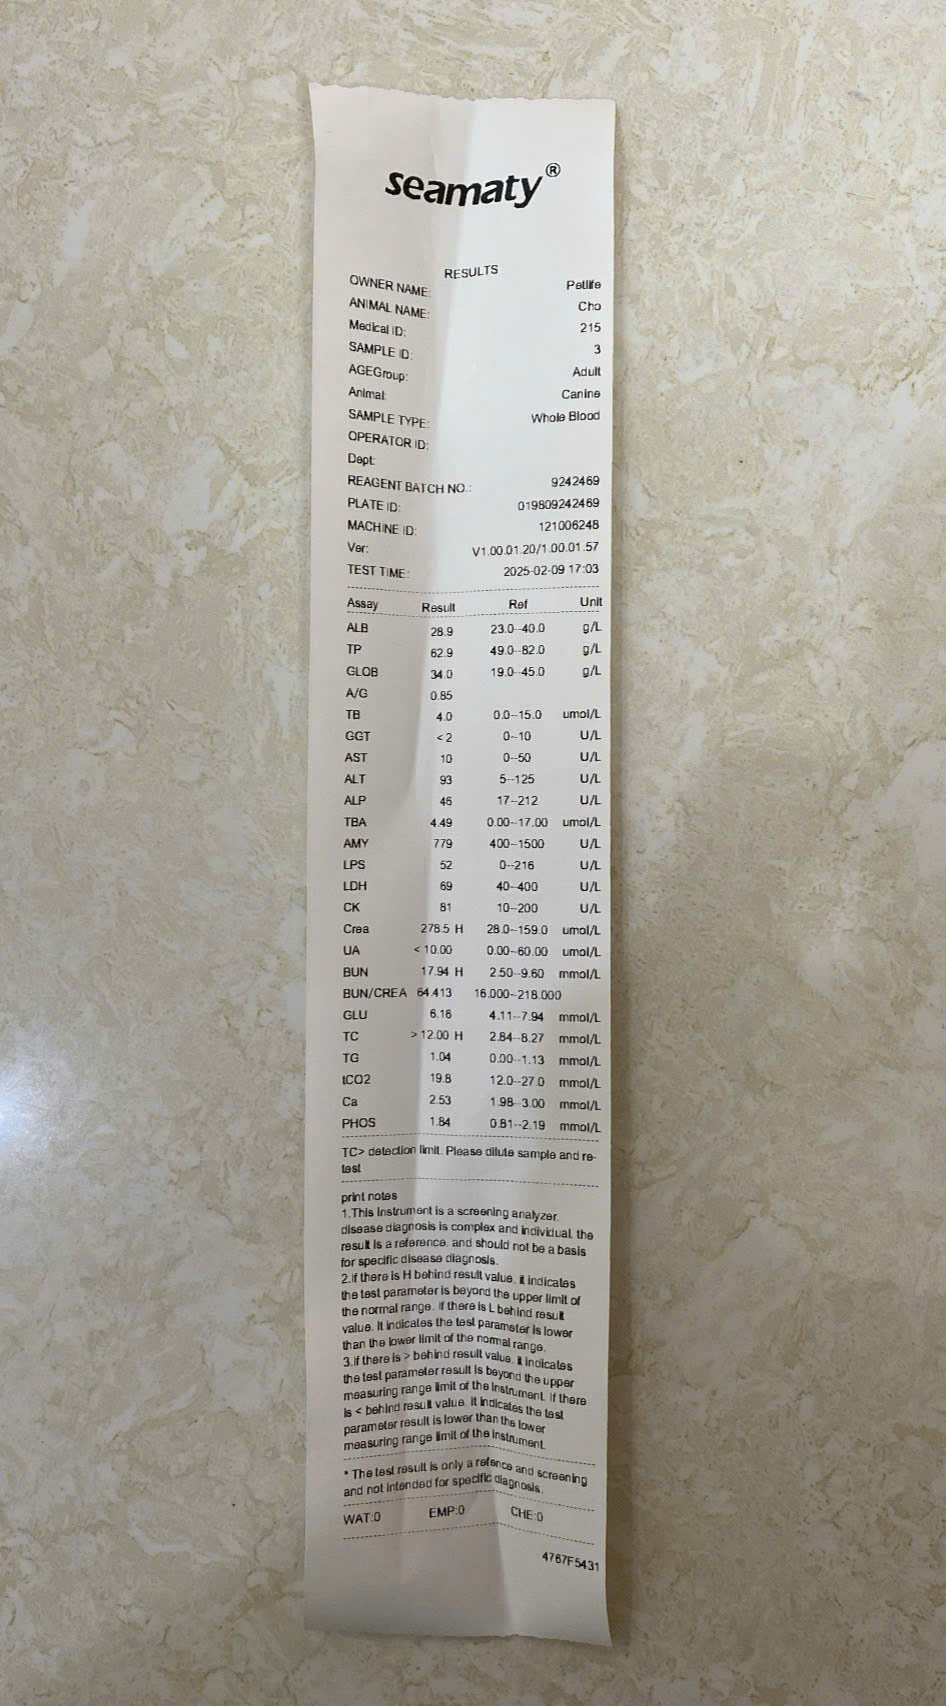 seamaty®
RESULTS
OWNER NAME: Petlife
ANIMAL NAME: Cho
Medical ID: 215
SAMPLE ID: 3
AGEGroup: Adult
Animal: Canine
SAMPLE TYPE: Whole Blood
OPERATOR ID:
Dept:
REAGENT BATCH NO.: 9242469
PLATE ID: 019809242469
MACHINE ID: 121006248
Ver: V1.00.01.20/1.00.01.57
TEST TIME: 2025-02-09 17:03
Assay Result Ref Unit
ALB 28.9 23.0--40.0 g/L
TP 62.9 49.0--82.0 g/L
GLOB 34.0 19.0--45.0 g/L
A/G 0.85
TB 4.0 0.0--15.0 umol/L
GGT <2 0--10 U/L
AST 10 0--50 U/L
ALT 93 5--125 U/L
ALP 46 17--212 U/L
TBA 4.49 0.00--17.00 umol/L
AMY 779 400--1500 U/L
LPS 52 0--216 U/L
LDH 69 40--400 U/L
CK 81 10--200 U/L
Crea 278.5 H 28.0--159.0 umol/L
UA <10.00 0.00--60.00 umol/L
BUN 17.94 H 2.50--9.60 mmol/L
BUN/CREA 64.413 16.000--218.000
GLU 6.16 4.11--7.94 mmol/L
TC >12.00 H 2.84--8.27 mmol/L
TG 1.04 0.00--1.13 mmol/L
tCO2 19.8 12.0--27.0 mmol/L
Ca 2.53 1.98--3.00 mmol/L
PHOS 1.84 0.81--2.19 mmol/L
TC> detection limit. Please dilute sample and re-
test
print notes
1.This Instrument is a screening analyzer,
disease diagnosis is complex and individual, the
result is a reference, and should not be a basis
for specific disease diagnosis.
2.If there is H behind result value, it indicates
the test parameter is beyond the upper limit of
the normal range. If there is L behind result
value, It indicates the test parameter is lower
than the lower limit of the normal range.
3.If there is > behind result value, it indicates
the test parameter result is beyond the upper
measuring range limit of the Instrument. If there
is < behind result value, It indicates the test
parameter result is lower than the lower
measuring range limit of the instrument.
* The test result is only a refence and screening
and not intended for specific diagnosis.
WAT:0 EMP:0 CHE:0
4767F5431